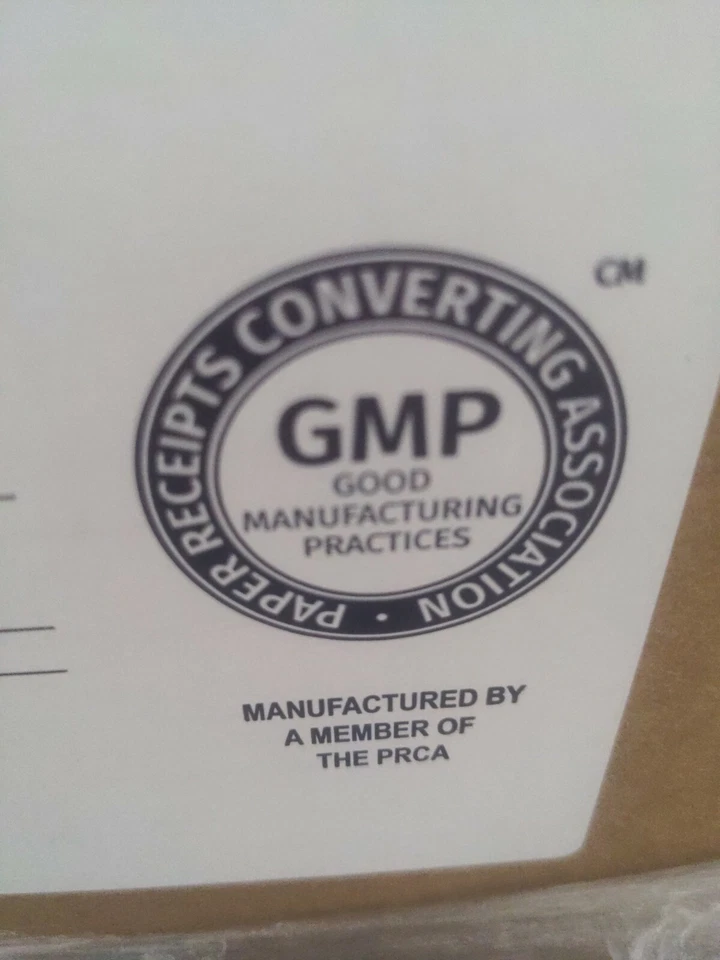 CM
PAPER RECEIPTS CONVERTING ASSOCIATION •
GMP
GOOD
MANUFACTURING
PRACTICES
MANUFACTURED BY
A MEMBER OF
THE PRCA